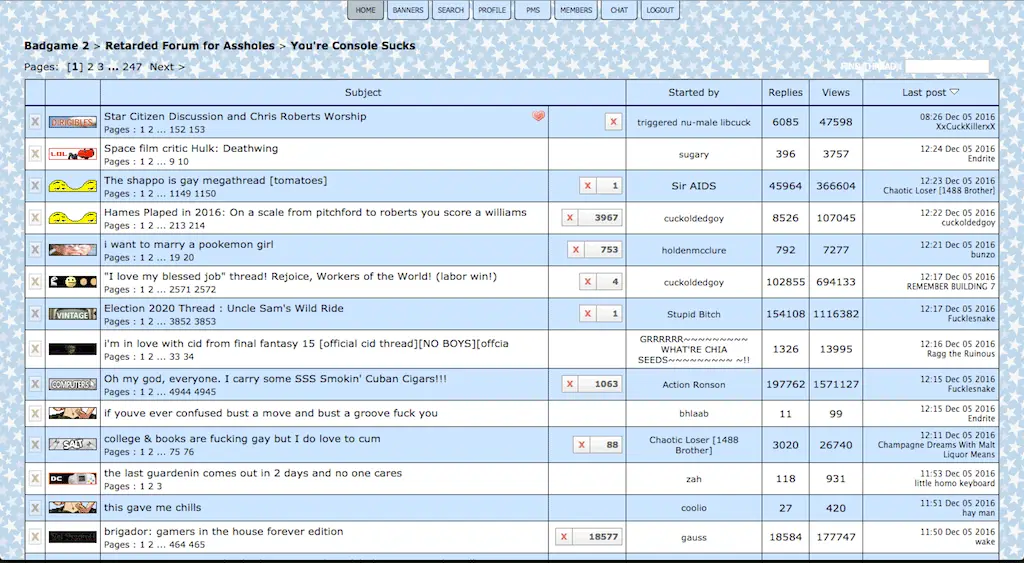 HOME BANNERS SEARCH PROFILE PMS MEMBERS CHAT LOGOUT
Badgame 2 > Retarded Forum for Assholes > You're Console Sucks
Pages: [1] 2 3 ... 247 Next >
FIND THREAD:
Subject Started by Replies Views Last post
X DIRIGIBLES Star Citizen Discussion and Chris Roberts Worship X triggered nu-male libcuck 6085 47598 08:26 Dec 05 2016
Pages : 1 2 ... 152 153 XxCuckKillerxX
X LOL Space film critic Hulk: Deathwing sugary 396 3757 12:24 Dec 05 2016
Pages : 1 2 ... 9 10 Endrite
X The shappo is gay megathread [tomatoes] X 1 Sir AIDS 45964 366604 12:23 Dec 05 2016
Pages : 1 2 ... 1149 1150 Chaotic Loser [1488 Brother]
X Hames Plaped in 2016: On a scale from pitchford to roberts you score a williams X 3967 cuckoldedgoy 8526 107045 12:22 Dec 05 2016
Pages : 1 2 ... 213 214 cuckoldedgoy
X i want to marry a pookemon girl X 753 holdenmcclure 792 7277 12:21 Dec 05 2016
Pages : 1 2 ... 19 20 bunzo
X "I love my blessed job" thread! Rejoice, Workers of the World! (labor win!) X 4 cuckoldedgoy 102855 694133 12:17 Dec 05 2016
Pages : 1 2 ... 2571 2572 REMEMBER BUILDING 7
X VINTAGE Election 2020 Thread : Uncle Sam's Wild Ride X 1 Stupid Bitch 154108 1116382 12:17 Dec 05 2016
Pages : 1 2 ... 3852 3853 Fucklesnake
X i'm in love with cid from final fantasy 15 [official cid thread][NO BOYS][offcia GRRRRRR~~~~~~~~~ WHAT'RE CHIA SEEDS~~~~~~~~~ ~!! 1326 13995 12:16 Dec 05 2016
Pages : 1 2 ... 33 34 Ragg the Ruinous
X COMPUTERS Oh my god, everyone. I carry some SSS Smokin' Cuban Cigars!!! X 1063 Action Ronson 197762 1571127 12:15 Dec 05 2016
Pages : 1 2 ... 4944 4945 Fucklesnake
X if youve ever confused bust a move and bust a groove fuck you bhlaab 11 99 12:15 Dec 05 2016
Endrite
X SALT college & books are fucking gay but I do love to cum X 88 Chaotic Loser [1488 Brother] 3020 26740 12:11 Dec 05 2016
Pages : 1 2 ... 75 76 Champagne Dreams With Malt Liquor Means
X DC the last guardenin comes out in 2 days and no one cares zah 118 931 11:53 Dec 05 2016
Pages : 1 2 3 little homo keyboard
X this gave me chills coolio 27 420 11:51 Dec 05 2016
hay man
X brigador: gamers in the house forever edition X 18577 gauss 18584 177747 11:50 Dec 05 2016
Pages : 1 2 ... 464 465 wake